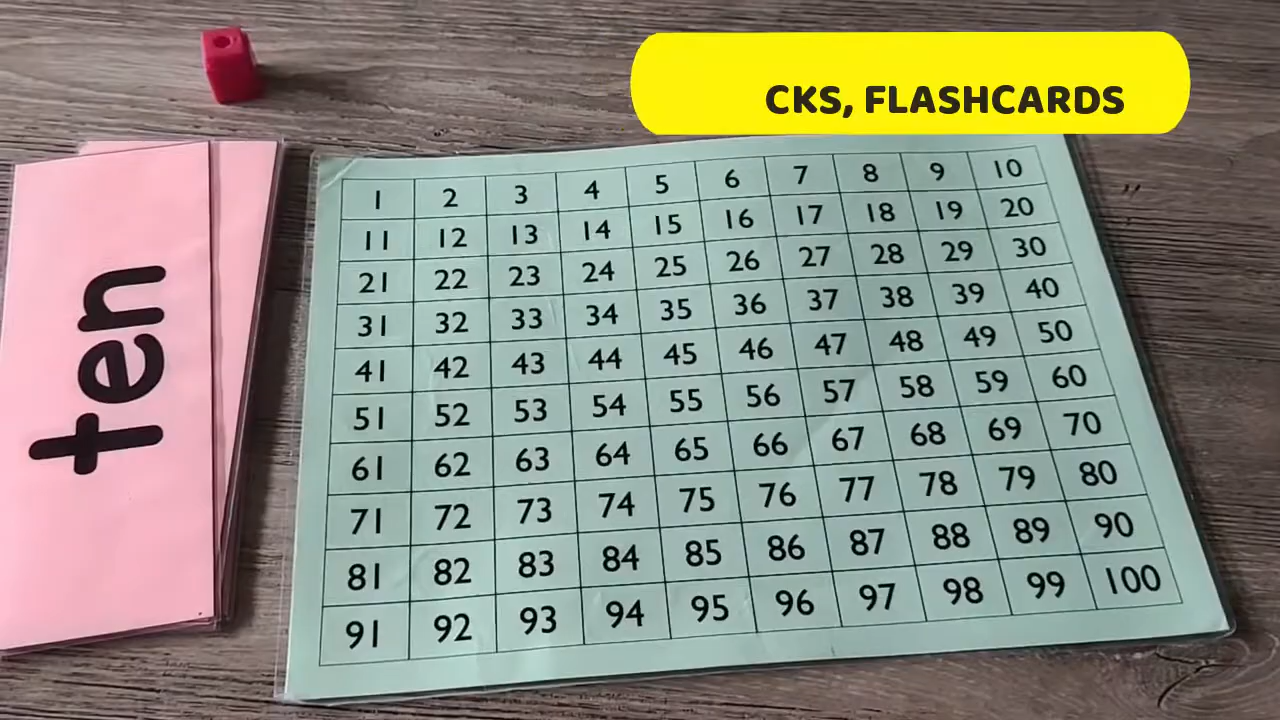 CKS, FLASHCARDS
ten
1 2 3 4 5 6 7 8 9 10
11 12 13 14 15 16 17 18 19 20
21 22 23 24 25 26 27 28 29 30
31 32 33 34 35 36 37 38 39 40
41 42 43 44 45 46 47 48 49 50
51 52 53 54 55 56 57 58 59 60
61 62 63 64 65 66 67 68 69 70
71 72 73 74 75 76 77 78 79 80
81 82 83 84 85 86 87 88 89 90
91 92 93 94 95 96 97 98 99 100